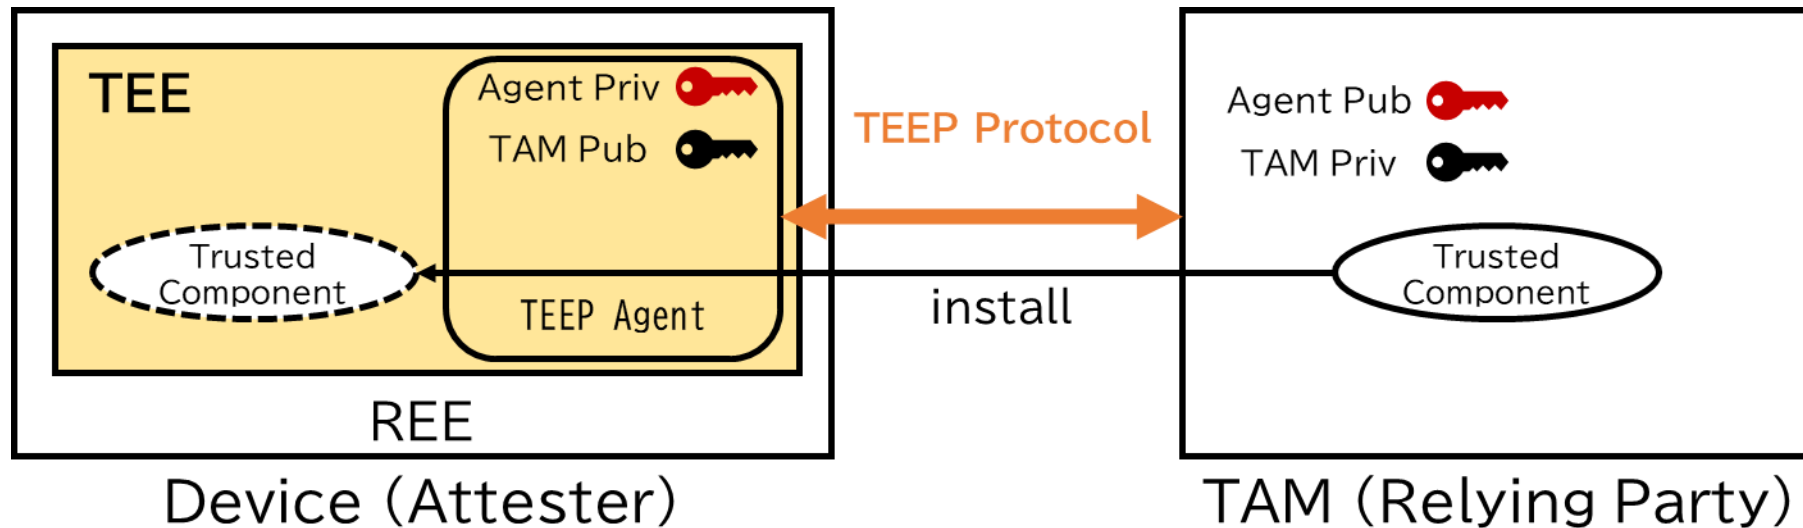 TEE
Agent Priv
TAM Pub
Trusted
Component
TEEP Agent
REE
Device (Attester)
TEEP Protocol
install
Agent Pub
TAM Priv
Trusted
Component
TAM (Relying Party)